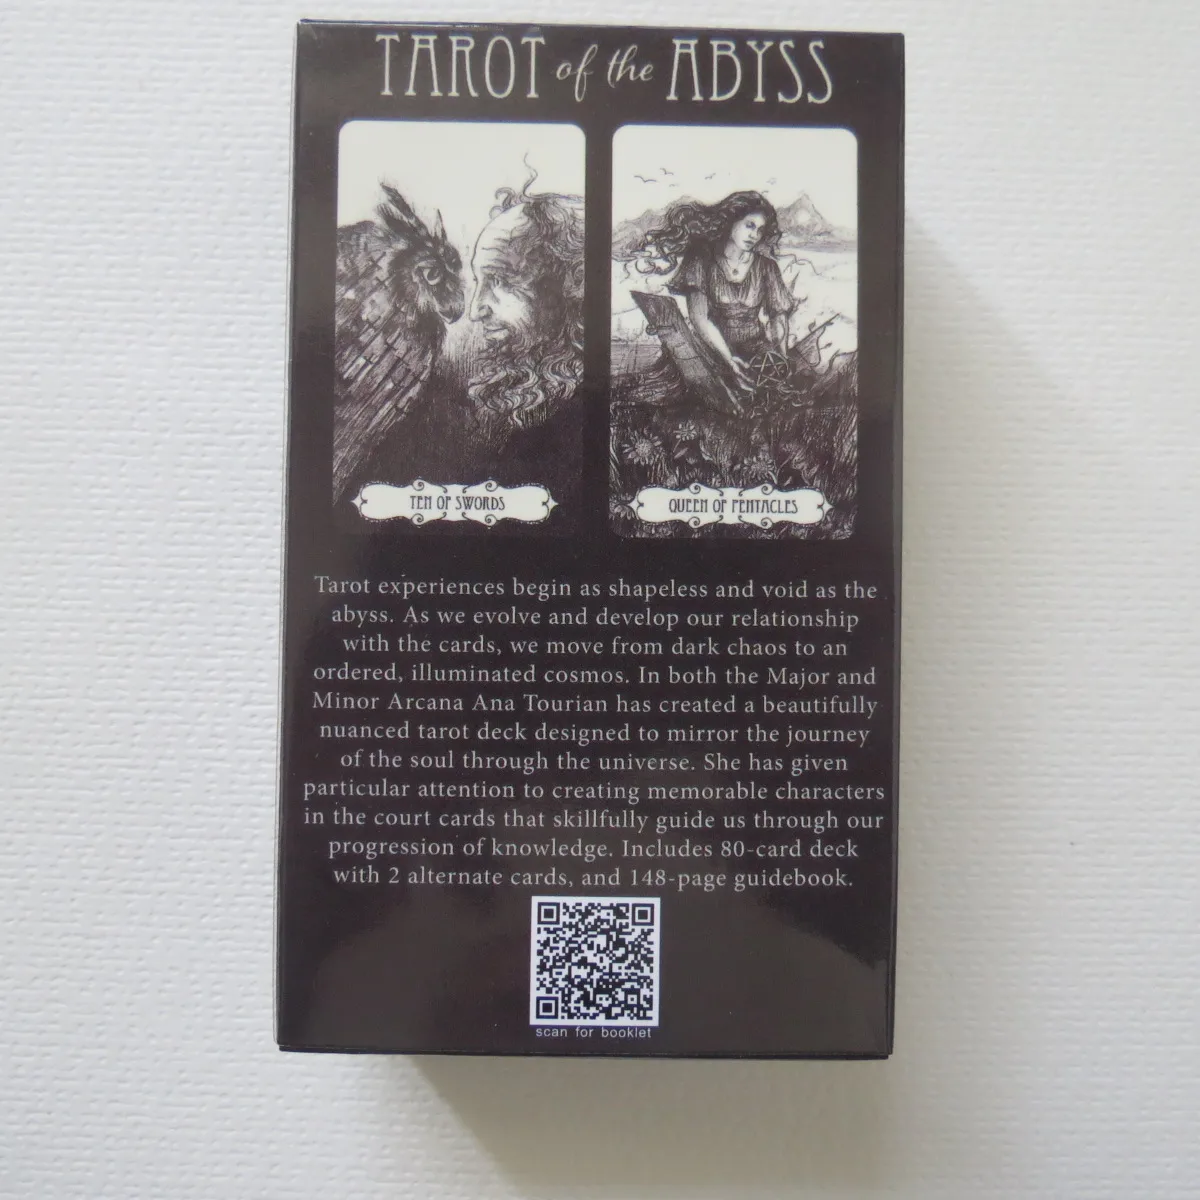 TAROT of the ABYSS
TEN OF SWORDS
QUEEN OF PENTACLES
Tarot experiences begin as shapeless and void as the
abyss. As we evolve and develop our relationship
with the cards, we move from dark chaos to an
ordered, illuminated cosmos. In both the Major and
Minor Arcana Ana Tourian has created a beautifully
nuanced tarot deck designed to mirror the journey
of the soul through the universe. She has given
particular attention to creating memorable characters
in the court cards that skillfully guide us through our
progression of knowledge. Includes 80-card deck
with 2 alternate cards, and 148-page guidebook.
scan for booklet